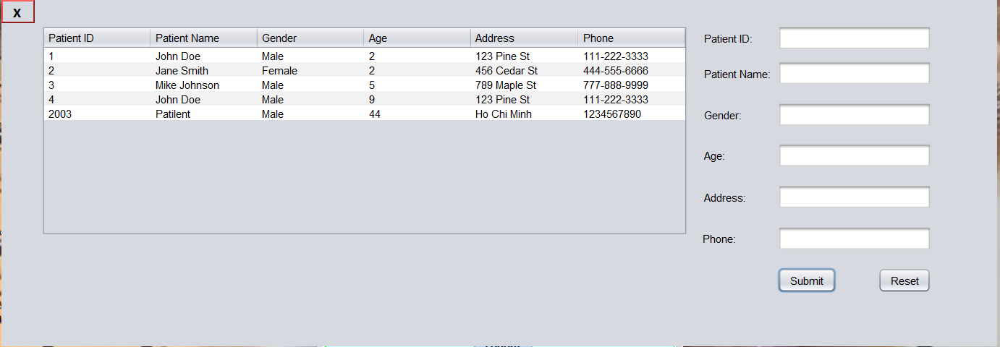 X
Patient ID Patient Name Gender Age Address Phone
1 John Doe Male 2 123 Pine St 111-222-3333
2 Jane Smith Female 2 456 Cedar St 444-555-6666
3 Mike Johnson Male 5 789 Maple St 777-888-9999
4 John Doe Male 9 123 Pine St 111-222-3333
2003 Patilent Male 44 Ho Chi Minh 1234567890
Patient ID:
Patient Name:
Gender:
Age:
Address:
Phone:
Submit Reset